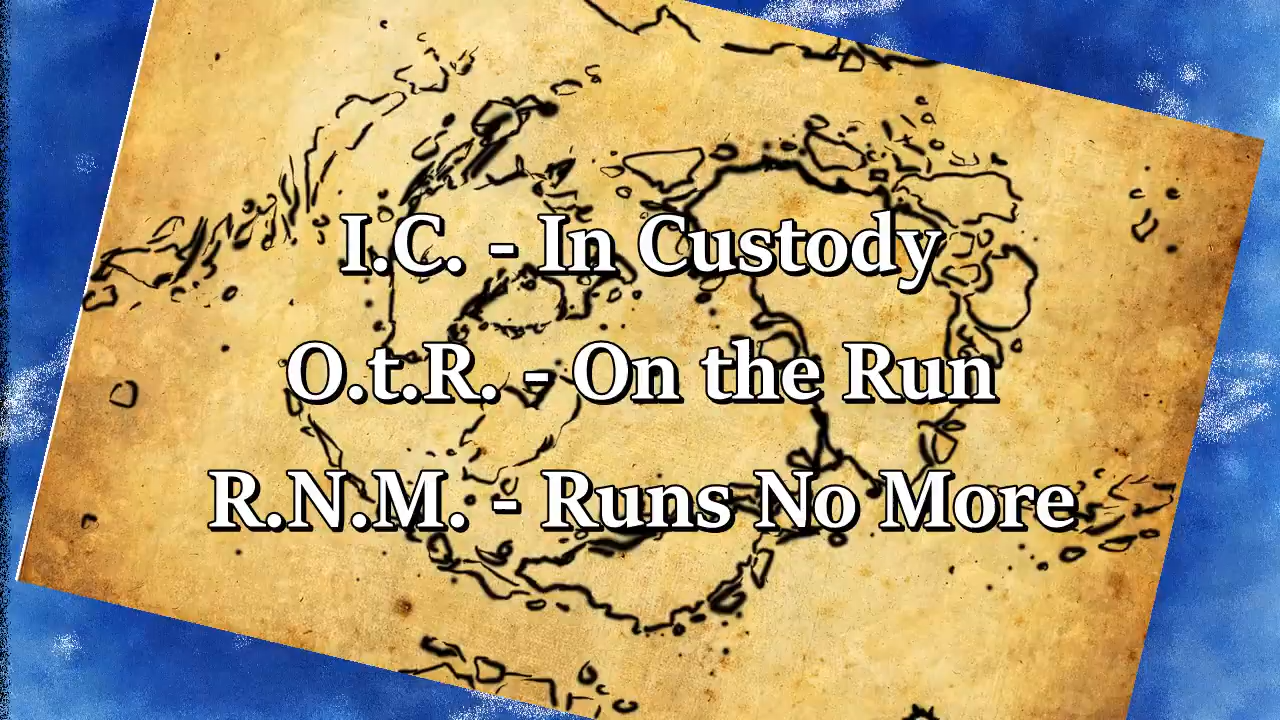 I.C. - In Custody
O.t.R. - On the Run
R.N.M. - Runs No More